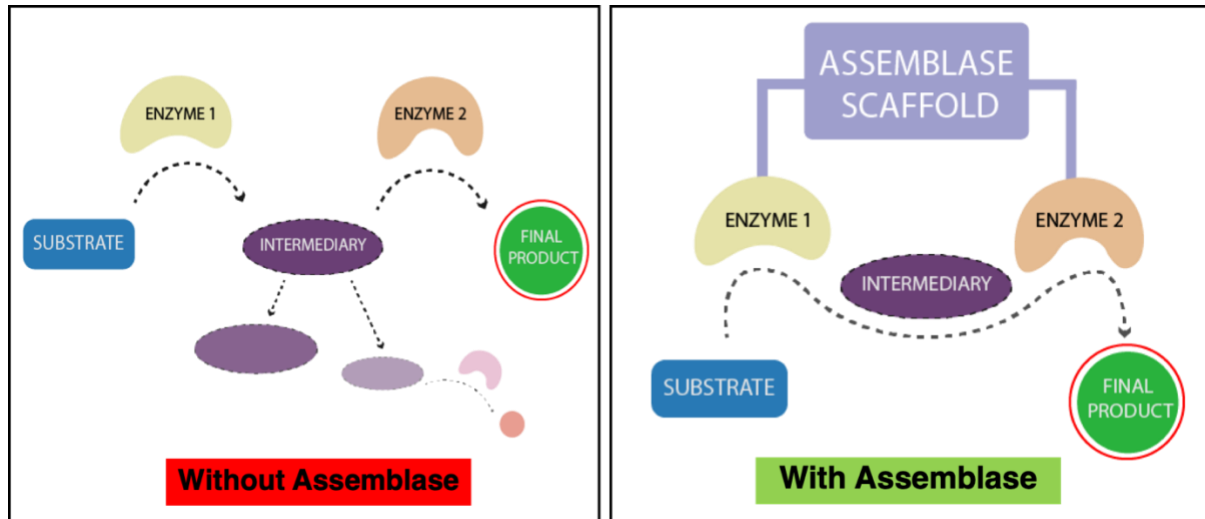 ENZYME 1
ENZYME 2
SUBSTRATE
INTERMEDIARY
FINAL
PRODUCT
Without Assemblase
ASSEMBLASE
SCAFFOLD
ENZYME 1
ENZYME 2
INTERMEDIARY
SUBSTRATE
FINAL
PRODUCT
With Assemblase